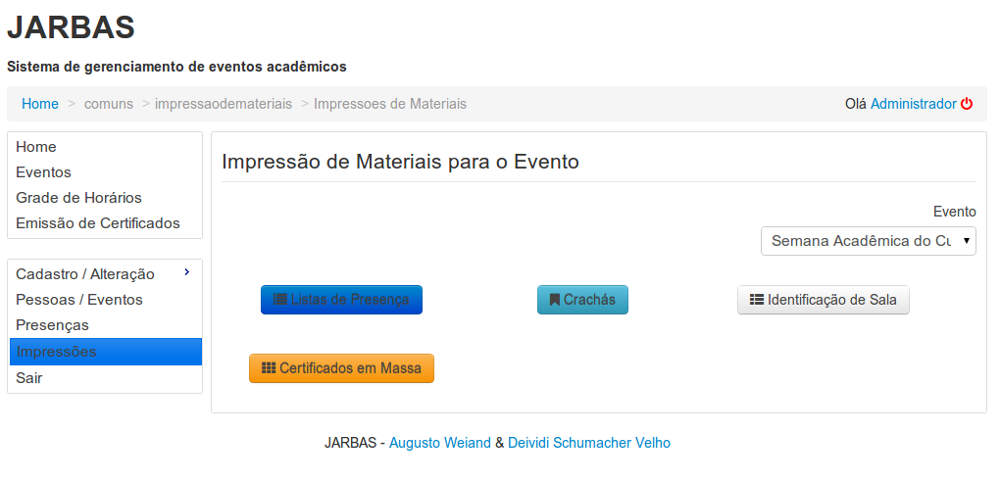 JARBAS
Sistema de gerenciamento de eventos acadêmicos
Home > comuns > impressaodemateriais > Impressoes de Materiais
Olá Administrador
Home
Eventos
Grade de Horários
Emissão de Certificados
Cadastro / Alteração
Pessoas / Eventos
Presenças
Impressões
Sair
Impressão de Materiais para o Evento
Evento
Semana Acadêmica do Cu
Listas de Presença
Crachás
Identificação de Sala
Certificados em Massa
JARBAS - Augusto Weiand & Deividi Schumacher Velho